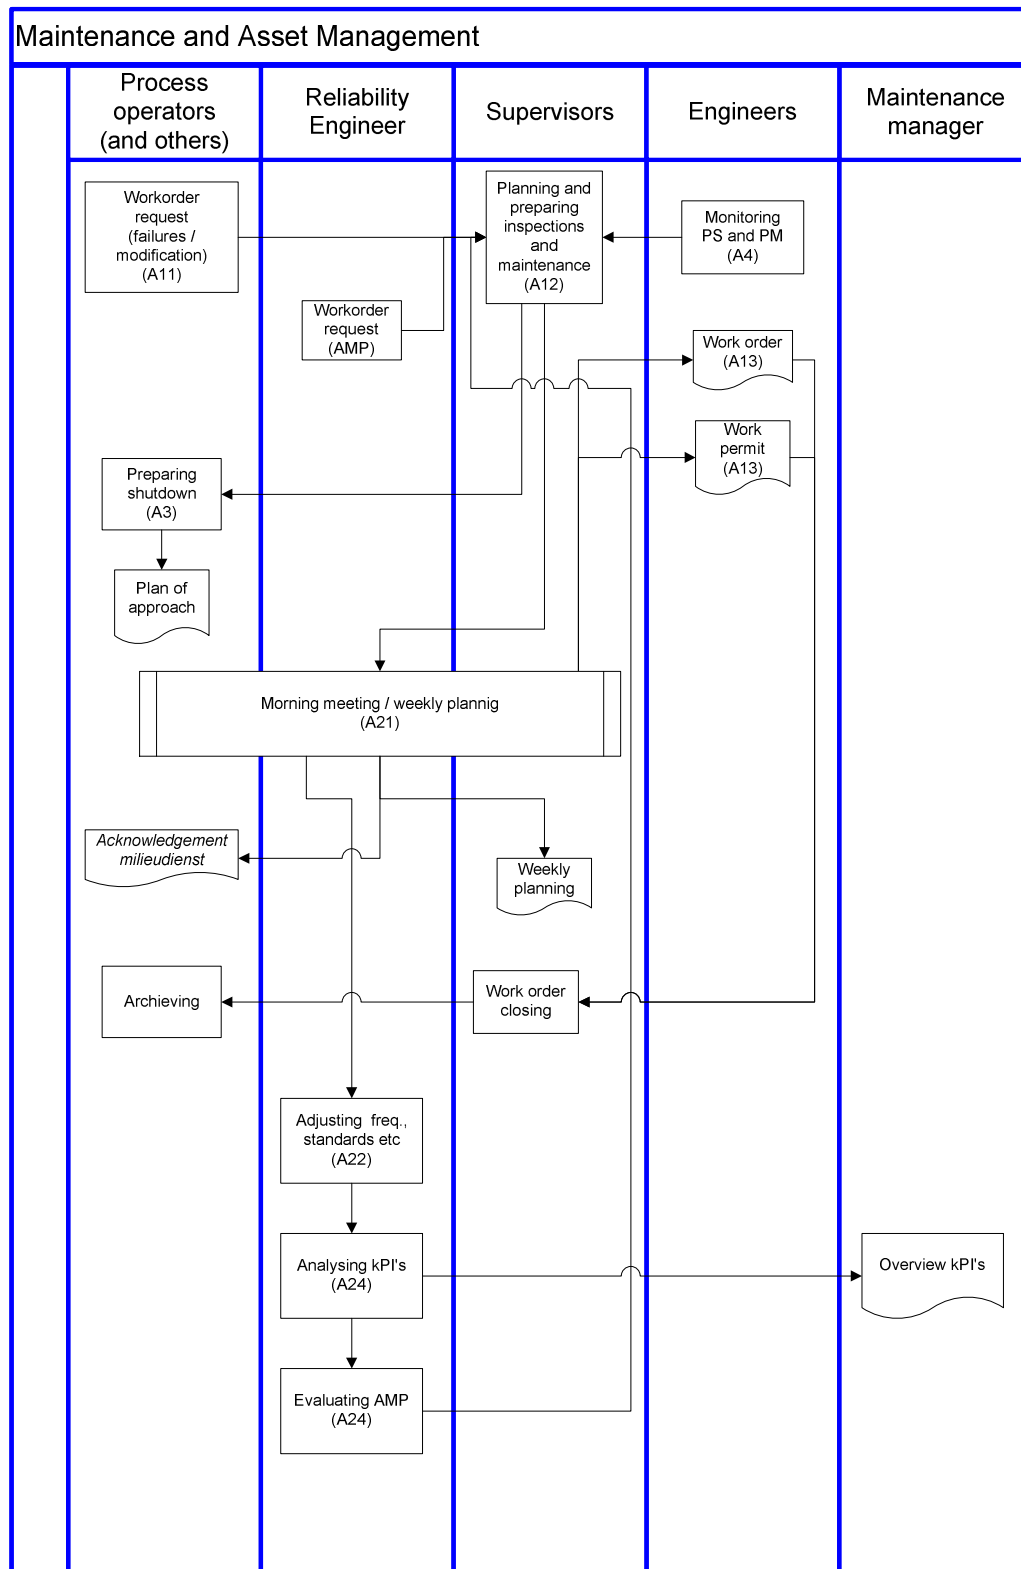 Maintenance and Asset Management
Process
operators
(and others)
Reliability
Engineer
Supervisors
Engineers
Maintenance
manager
Workorder
request
(failures /
modification)
(A11)
Planning and
preparing
inspections
and
maintenance
(A12)
Monitoring
PS and PM
(A4)
Workorder
request
(AMP)
Work order
(A13)
Work
permit
(A13)
Preparing
shutdown
(A3)
Plan of
approach
Morning meeting / weekly plannig
(A21)
Acknowledgement
milieudienst
Weekly
planning
Archieving
Work order
closing
Adjusting freq.,
standards etc
(A22)
Analysing kPI's
(A24)
Overview kPI's
Evaluating AMP
(A24)